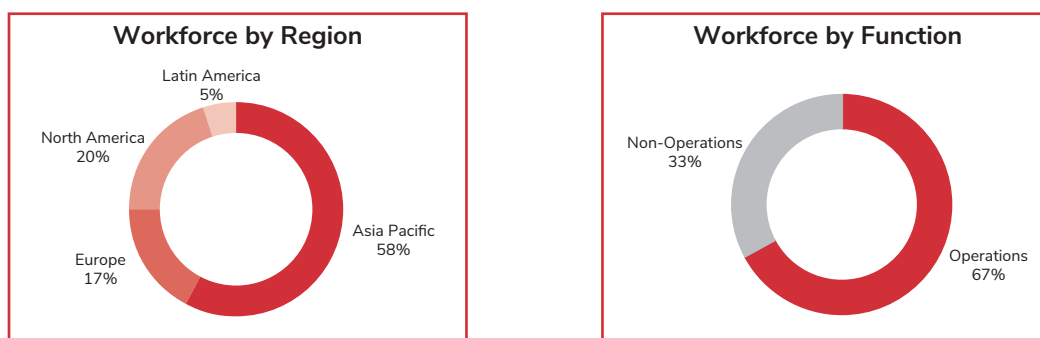 Workforce by Region
Latin America
5%
North America
20%
Asia Pacific
58%
Europe
17%
Workforce by Function
Non-Operations
33%
Operations
67%